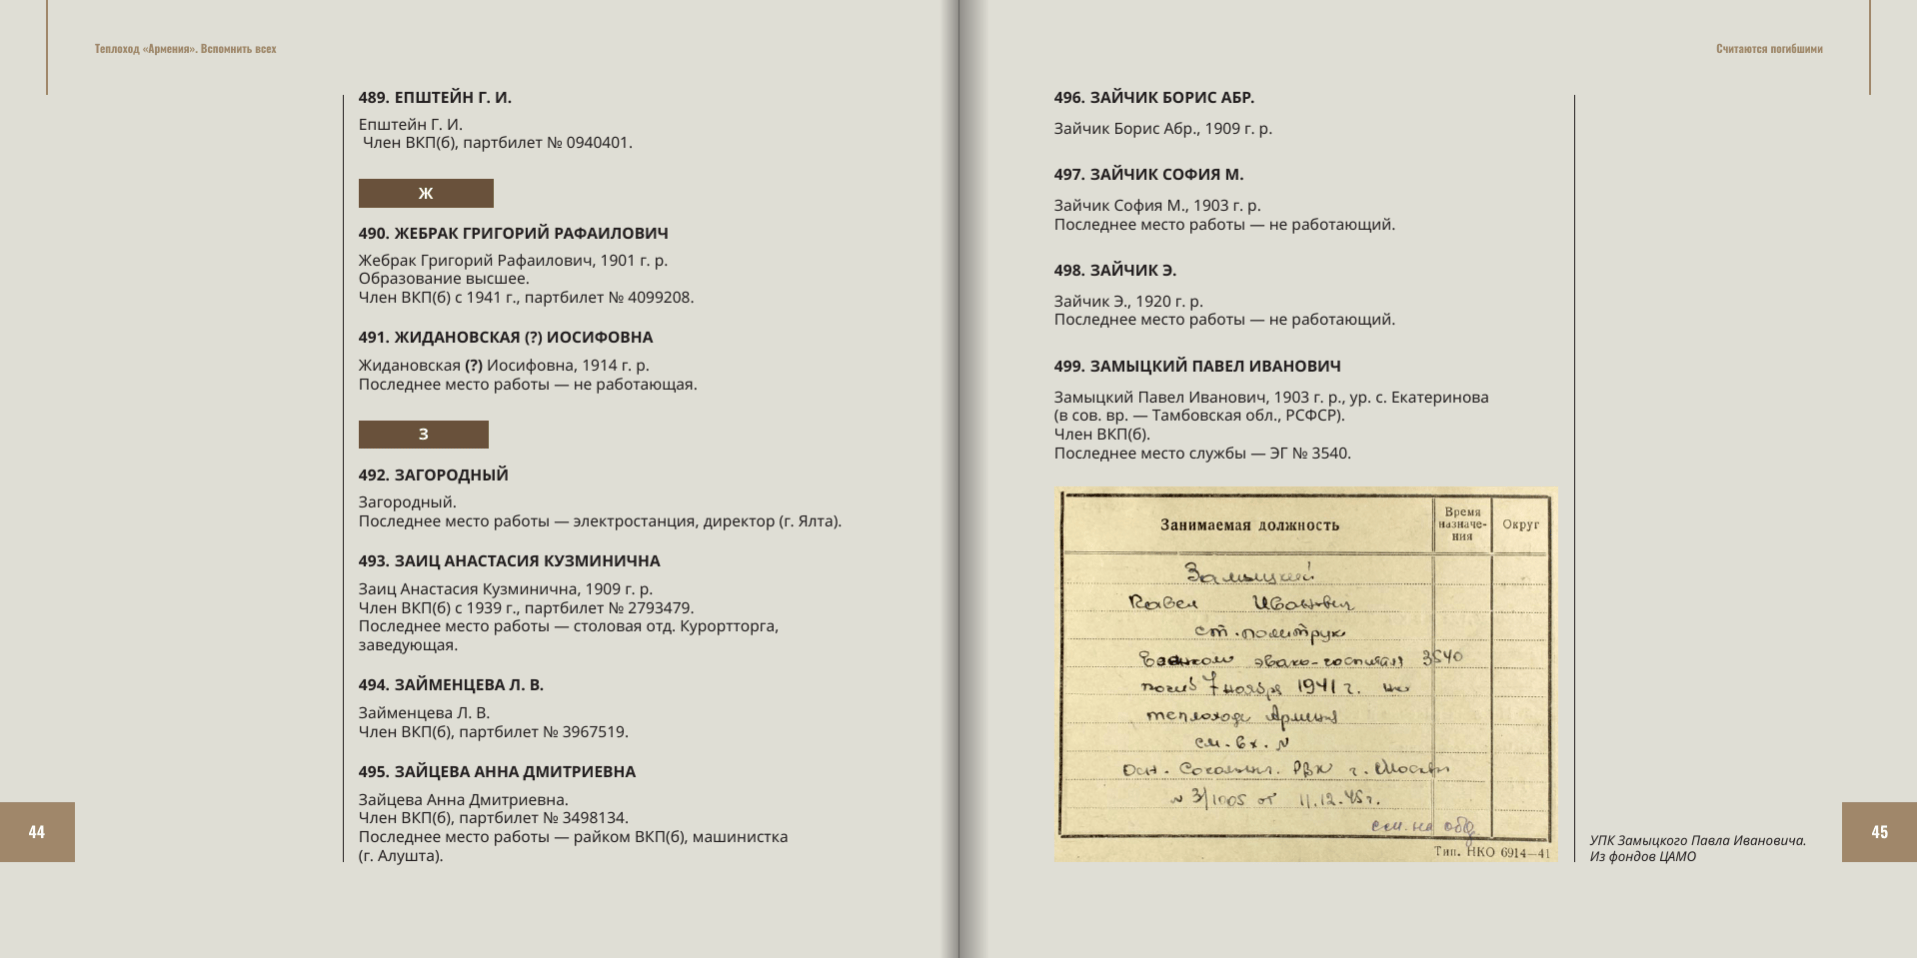 Теплоход «Армения». Вспомнить всех
489. ЕПШТЕЙН Г. И.
Епштейн Г. И.
Член ВКП(б), партбилет № 0940401.
Ж
490. ЖЕБРАК ГРИГОРИЙ РАФАИЛОВИЧ
Жебрак Григорий Рафаилович, 1901 г. р.
Образование высшее.
Член ВКП(б) с 1941 г., партбилет № 4099208.
491. ЖИДАНОВСКАЯ (?) ИОСИФОВНА
Жидановская (?) Иосифовна, 1914 г. р.
Последнее место работы — не работающая.
З
492. ЗАГОРОДНЫЙ
Загородный.
Последнее место работы — электростанция, директор (г. Ялта).
493. ЗАИЦ АНАСТАСИЯ КУЗМИНИЧНА
Заиц Анастасия Кузминична, 1909 г. р.
Член ВКП(б) с 1939 г., партбилет № 2793479.
Последнее место работы — столовая отд. Курортторга,
заведующая.
494. ЗАЙМЕНЦЕВА Л. В.
Займенцева Л. В.
Член ВКП(б), партбилет № 3967519.
495. ЗАЙЦЕВА АННА ДМИТРИЕВНА
Зайцева Анна Дмитриевна.
Член ВКП(б), партбилет № 3498134.
Последнее место работы — райком ВКП(б), машинистка
(г. Алушта).
44
Считаются погибшими
496. ЗАЙЧИК БОРИС АБР.
Зайчик Борис Абр., 1909 г. р.
497. ЗАЙЧИК СОФИЯ М.
Зайчик София М., 1903 г. р.
Последнее место работы — не работающий.
498. ЗАЙЧИК Э.
Зайчик Э., 1920 г. р.
Последнее место работы — не работающий.
499. ЗАМЫЦКИЙ ПАВЕЛ ИВАНОВИЧ
Замыцкий Павел Иванович, 1903 г. р., ур. с. Екатеринова
(в сов. вр. — Тамбовская обл., РСФСР).
Член ВКП(б).
Последнее место службы — ЭГ № 3540.
Занимаемая должность
Время
назначе-
ния
Округ
Замыцкий
Павел Иванович
ст. политрук
Военком эвако-госпиталя 3540
погиб 7 ноября 1941 г. на
теплоходе Армения
см. вх. №
Осн. РВК г. Москвы
№ 3/1005 от 11.12.45г.
см. на об.
Тип. НКО 6914—41
УПК Замыцкого Павла Ивановича.
Из фондов ЦАМО
45